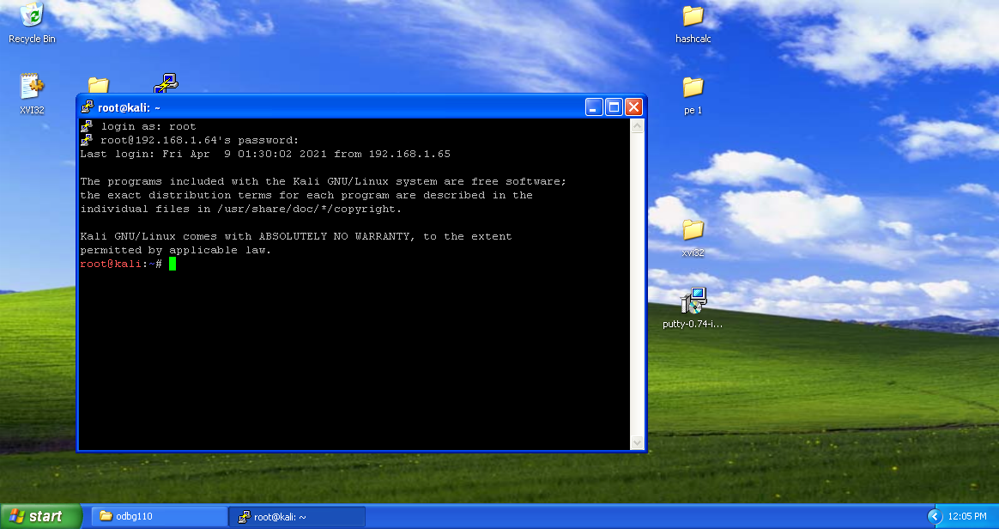 Recycle Bin
XVI32
hashcalc
pe 1
xvi32
putty-0.74-i...
root@kali: ~
login as: root
root@192.168.1.64's password:
Last login: Fri Apr  9 01:30:02 2021 from 192.168.1.65
The programs included with the Kali GNU/Linux system are free software;
the exact distribution terms for each program are described in the
individual files in /usr/share/doc/*/copyright.
Kali GNU/Linux comes with ABSOLUTELY NO WARRANTY, to the extent
permitted by applicable law.
root@kali:~#
start
odbg110
root@kali: ~
12:05 PM